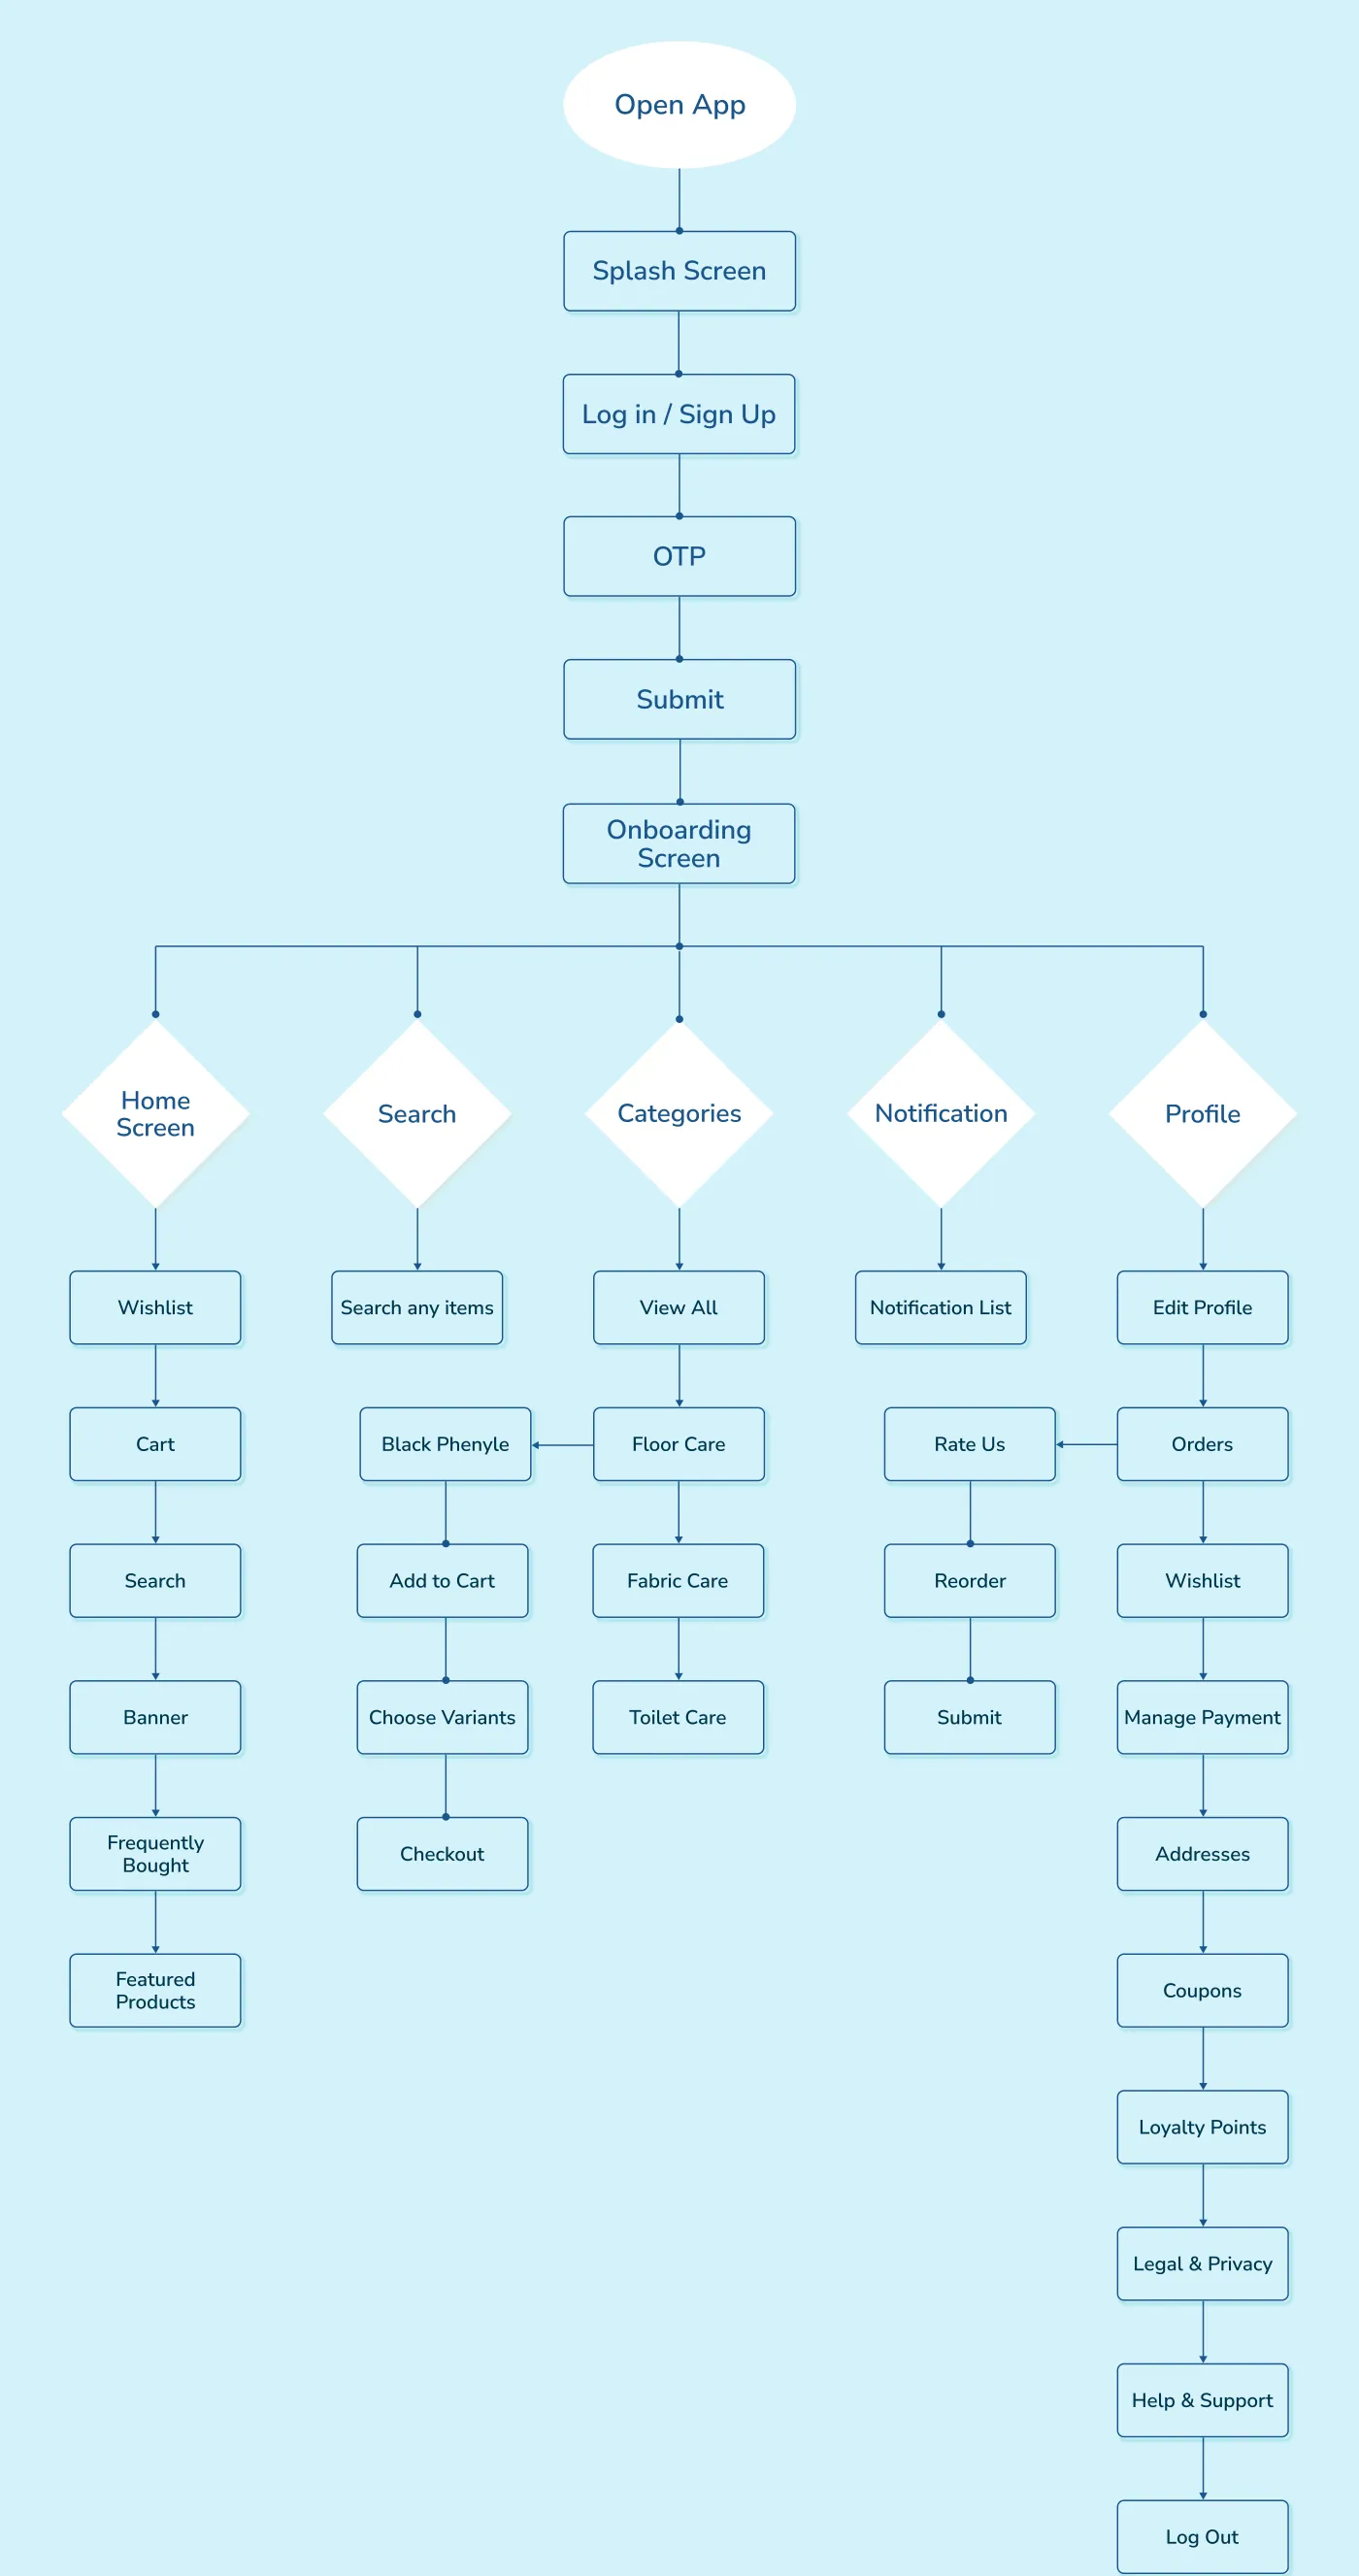 Open App
Splash Screen
Log in / Sign Up
OTP
Submit
Onboarding
Screen
Home
Screen
Search
Categories
Notification
Profile
Wishlist
Search any items
View All
Notification List
Edit Profile
Cart
Black Phenyle
Floor Care
Rate Us
Orders
Search
Add to Cart
Fabric Care
Reorder
Wishlist
Banner
Choose Variants
Toilet Care
Submit
Manage Payment
Frequently
Bought
Checkout
Addresses
Featured
Products
Coupons
Loyalty Points
Legal & Privacy
Help & Support
Log Out